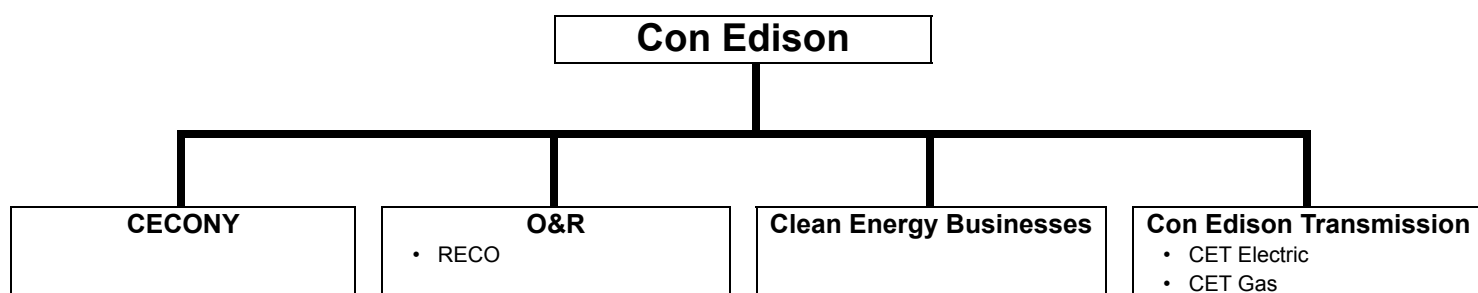 Con Edison
CECONY
O&R
• RECO
Clean Energy Businesses
Con Edison Transmission
• CET Electric
• CET Gas